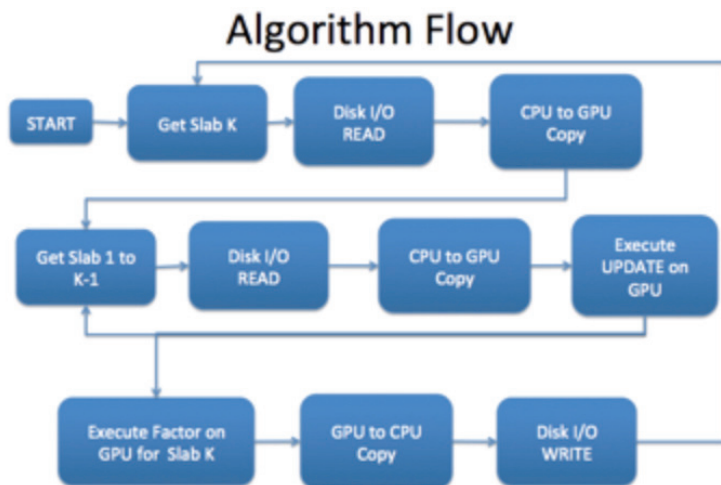 Algorithm Flow
START
Get Slab K
Disk I/O
READ
CPU to GPU
Copy
Get Slab 1 to
K-1
Disk I/O
READ
CPU to GPU
Copy
Execute
UPDATE on
GPU
Execute Factor on
GPU for Slab K
GPU to CPU
Copy
Disk I/O
WRITE